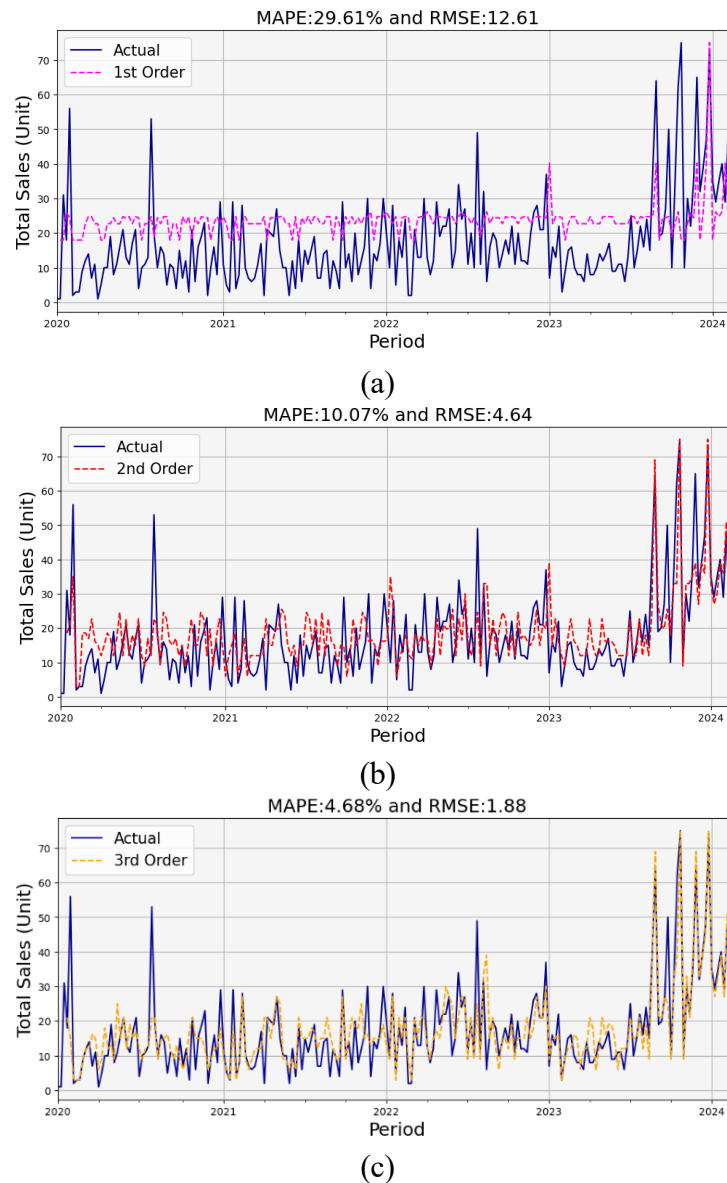 MAPE:29.61% and RMSE:12.61
Actual
1st Order
Total Sales (Unit)
70
60
50
40
30
20
10
0
2020
2021
2022
2023
2024
Period
(a)
MAPE:10.07% and RMSE:4.64
Actual
2nd Order
Total Sales (Unit)
70
60
50
40
30
20
10
0
2020
2021
2022
2023
2024
Period
(b)
MAPE:4.68% and RMSE:1.88
Actual
3rd Order
Total Sales (Unit)
70
60
50
40
30
20
10
0
2020
2021
2022
2023
2024
Period
(c)